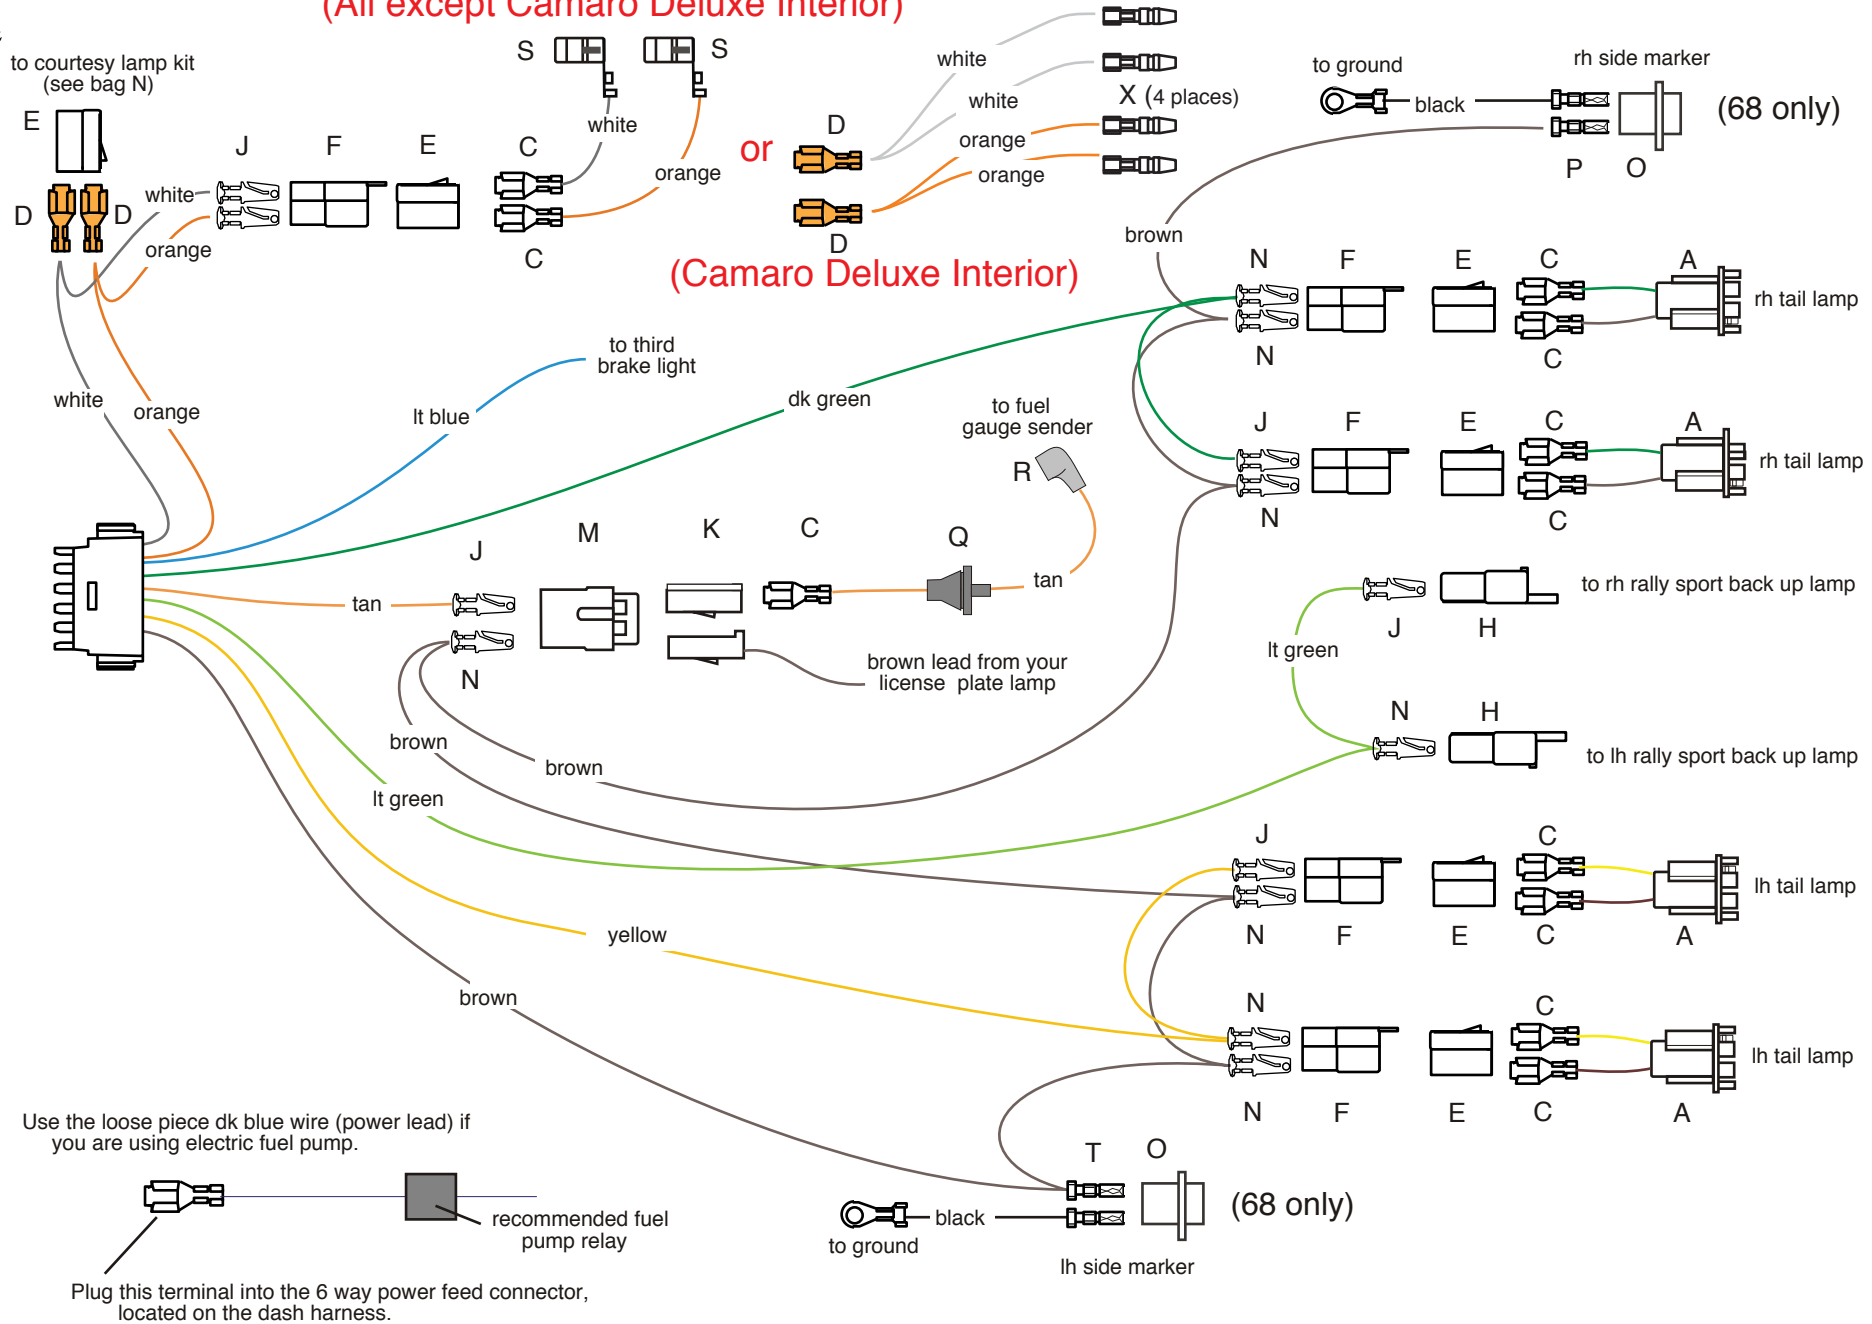 (All except Camaro Deluxe Interior)
to courtesy lamp kit
(see bag N)
E
D
D
white
orange
J
F
E
C
C
S
S
white
orange
or
D
D
white
white
orange
orange
X (4 places)
(Camaro Deluxe Interior)
to ground
black
rh side marker
P
O
(68 only)
brown
N
F
E
C
A
N
C
rh tail lamp
white
orange
lt blue
to third
brake light
dk green
to fuel
gauge sender
R
J
F
E
C
A
N
C
rh tail lamp
J
M
K
C
Q
tan
tan
N
brown lead from your
license plate lamp
J
H
to rh rally sport back up lamp
lt green
N
H
to lh rally sport back up lamp
brown
brown
lt green
J
C
N
F
E
C
A
lh tail lamp
yellow
brown
N
C
N
F
E
C
A
lh tail lamp
T
O
(68 only)
to ground
black
lh side marker
Use the loose piece dk blue wire (power lead) if
you are using electric fuel pump.
recommended fuel
pump relay
Plug this terminal into the 6 way power feed connector,
located on the dash harness.